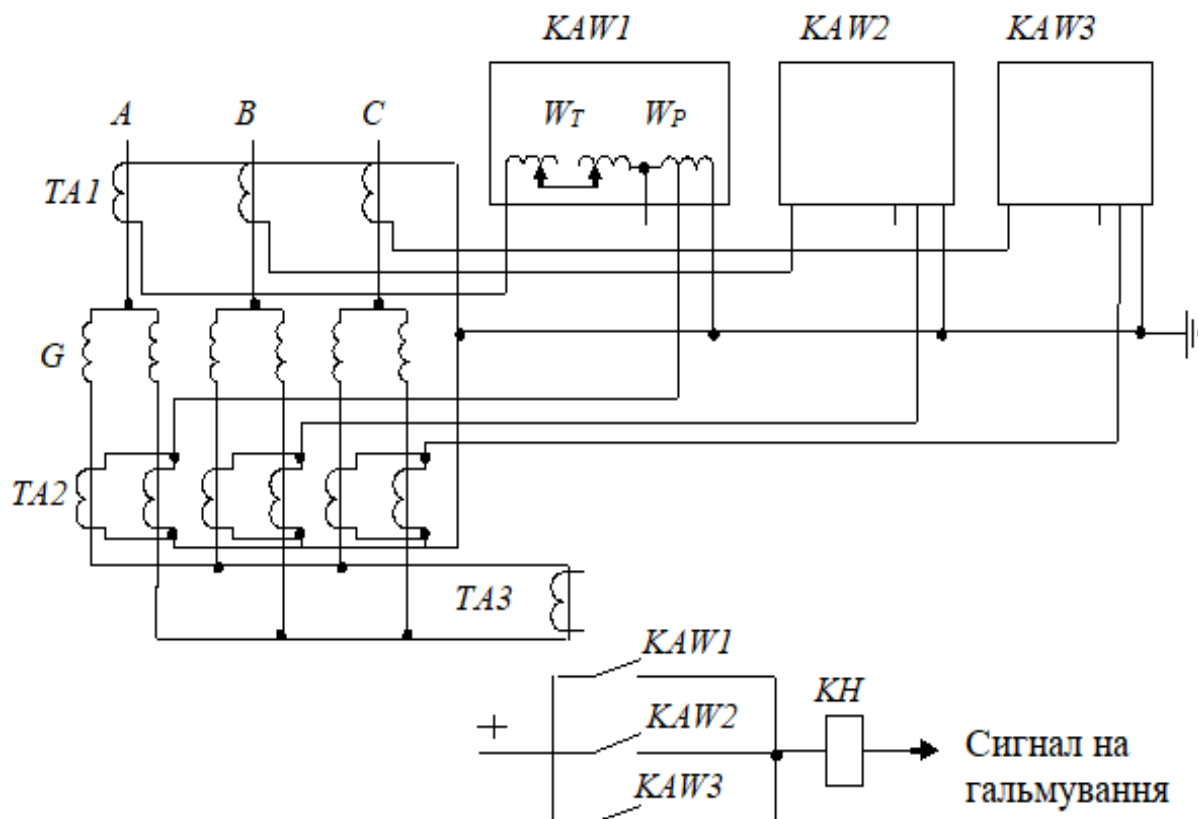 KAW1 KAW2 KAW3
A B C
W_T W_P
TA1
G
TA2
TA3
KAW1
KH
+
KAW2
Сигнал на
гальмування
KAW3